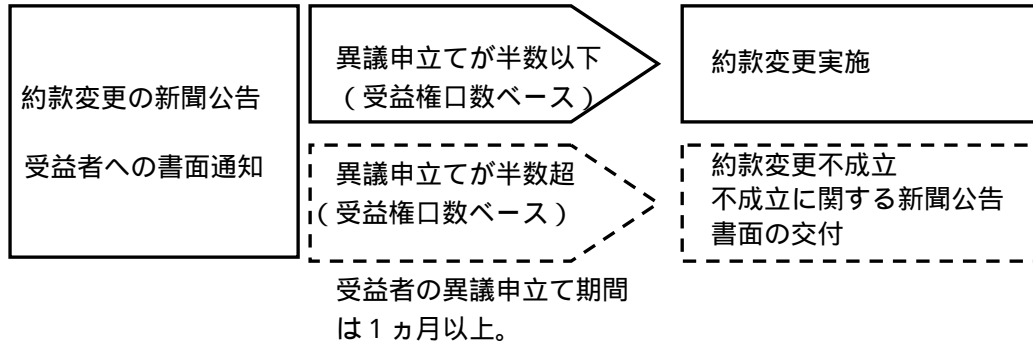 約款変更の新聞公告
受益者への書面通知
異議申立てが半数以下
（受益権口数ベース）
約款変更実施
異議申立てが半数超
（受益権口数ベース）
約款変更不成立
不成立に関する新聞公告
書面の交付
受益者の異議申立て期間
は１ヵ月以上。